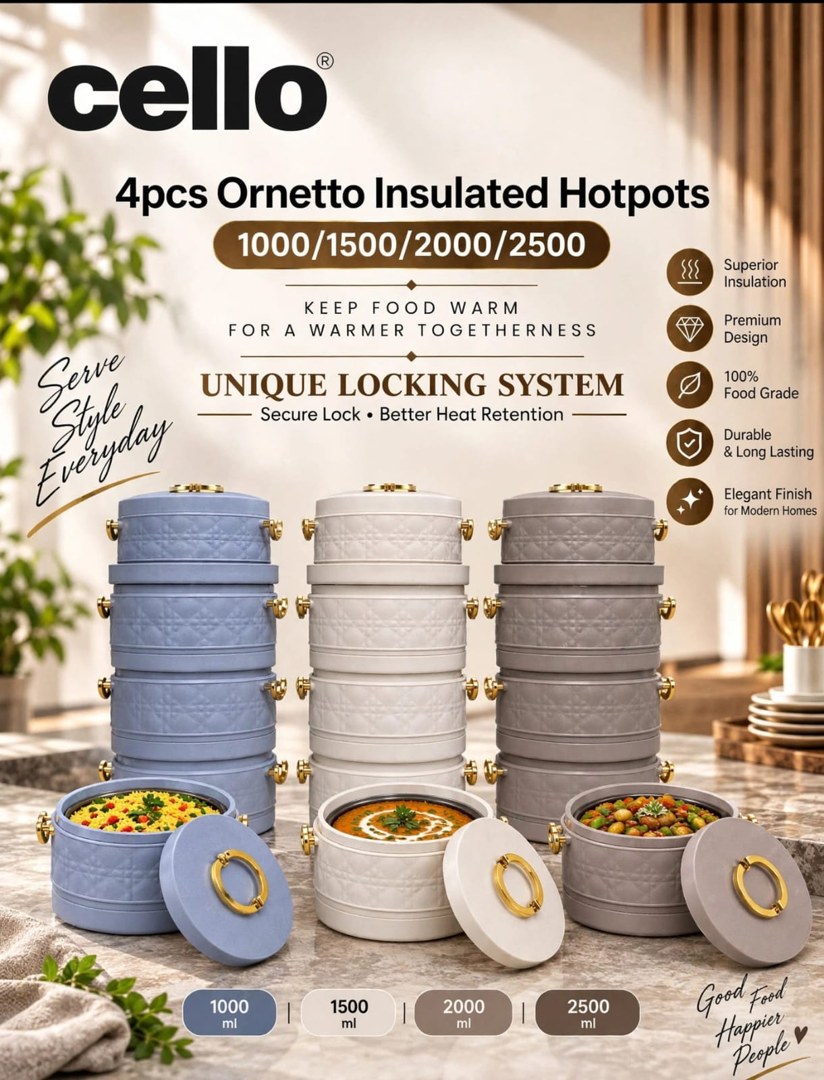 cello®
4pcs Ornetto Insulated Hotpots
1000/1500/2000/2500
KEEP FOOD WARM
FOR A WARMER TOGETHERNESS
UNIQUE LOCKING SYSTEM
Secure Lock • Better Heat Retention
Superior
Insulation
Premium
Design
100%
Food Grade
Durable
& Long Lasting
Elegant Finish
for Modern Homes
Serve
Style
Everyday
1000
ml
1500
ml
2000
ml
2500
ml
Good Food
Happier
People